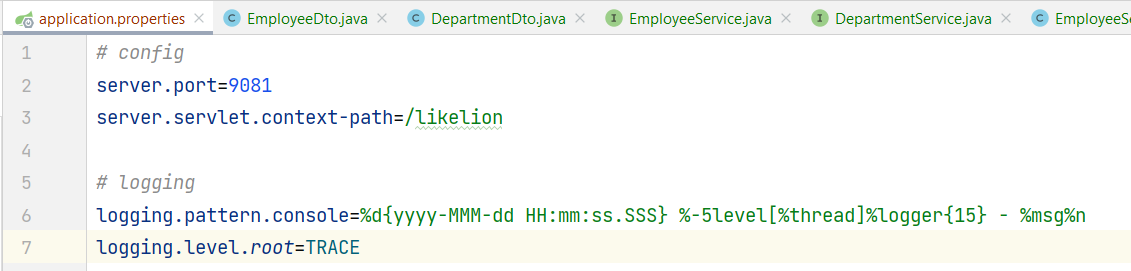 application.properties EmployeeDto.java DepartmentDto.java EmployeeService.java DepartmentService.java EmployeeSe
1 # config
2 server.port=9081
3 server.servlet.context-path=/likelion
4
5 # logging
6 logging.pattern.console=%d{yyyy-MMM-dd HH:mm:ss.SSS} %-5level[%thread]%logger{15} - %msg%n
7 logging.level.root=TRACE